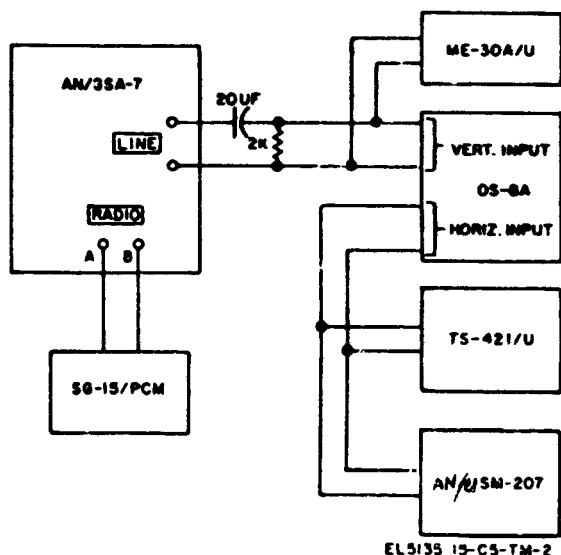 ME-30A/U
AN/3SA-7
20UF
2K
LINE
VERT. INPUT
OS-8A
HORIZ. INPUT
RADIO
A B
TS-421/U
SG-15/PCM
AN/USM-207
EL5135 15-C5-TM-2